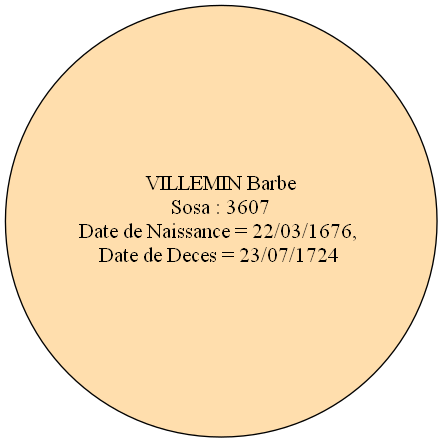 VILLEMIN Barbe
Sosa : 3607
Date de Naissance = 22/03/1676,
Date de Deces = 23/07/1724